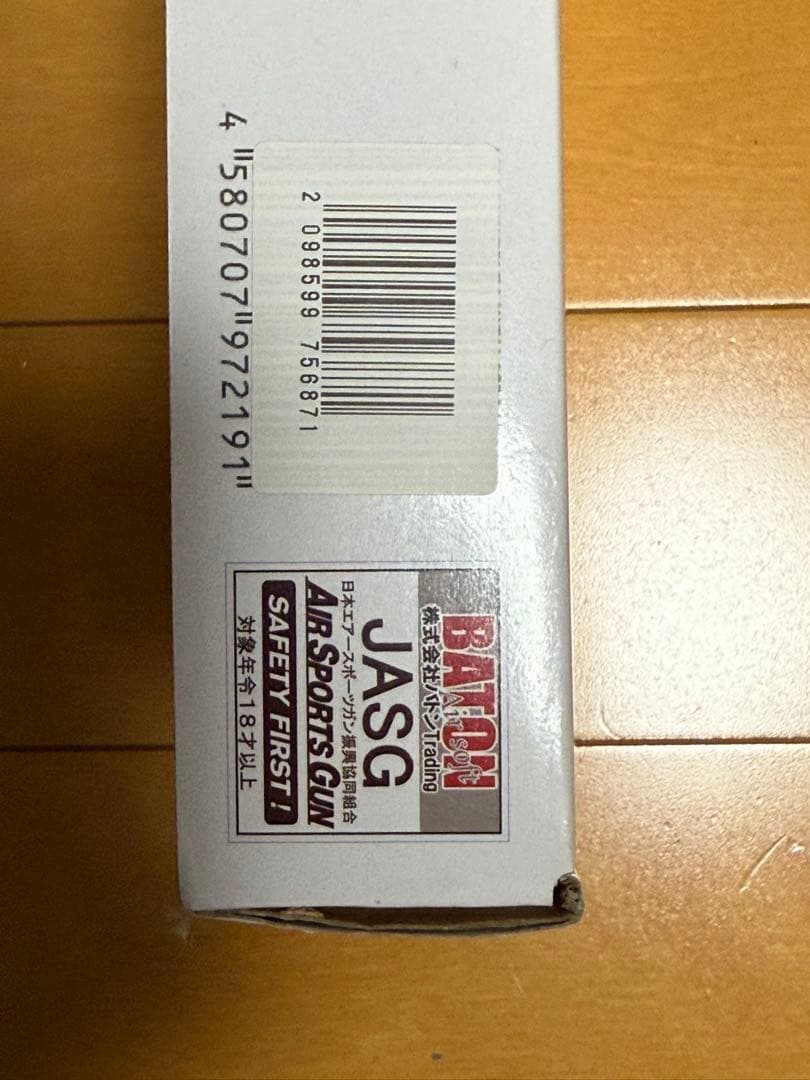 4 580707 972191
2 098599 756871
BATON
Airsoft
株式会社バトンTrading
JASG
日本エアースポーツガン振興協同組合
AIR SPORTS GUN
SAFETY FIRST!
対象年令18才以上